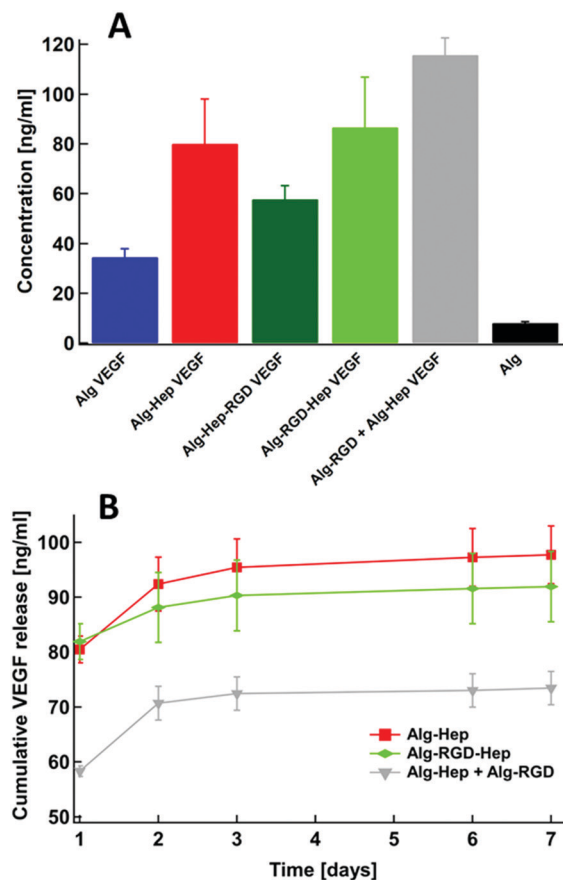 A
Concentration [ng/ml]
120
100
80
60
40
20
0
Alg VEGF
Alg-Hep VEGF
Alg-Hep-RGD VEGF
Alg-RGD-Hep VEGF
Alg-RGD + Alg-Hep VEGF
Alg
B
Cumulative VEGF release [ng/ml]
100
90
80
70
60
50
Alg-Hep
Alg-RGD-Hep
Alg-Hep + Alg-RGD
1 2 3 4 5 6 7
Time [days]